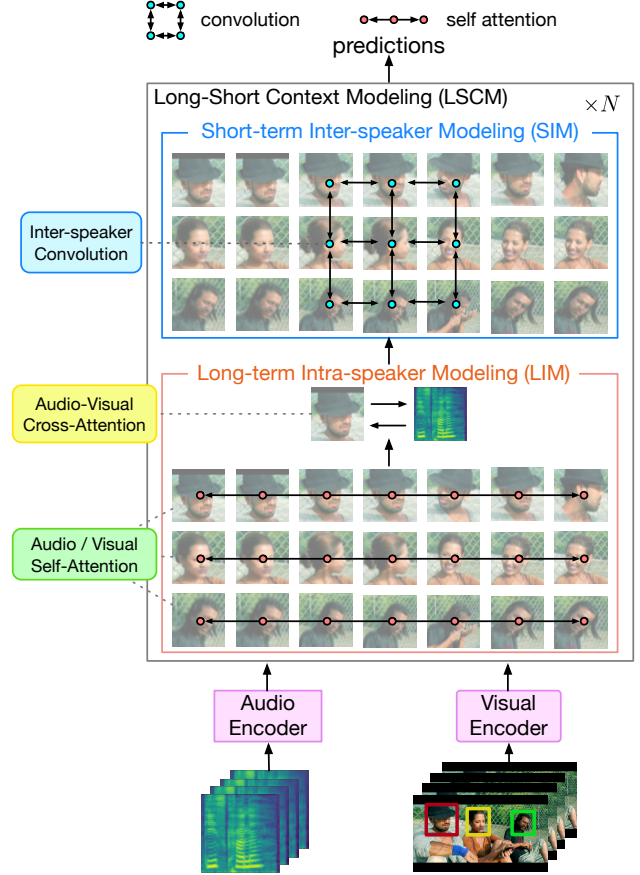 convolution
self attention
predictions
Long-Short Context Modeling (LSCM)
×N
Short-term Inter-speaker Modeling (SIM)
Inter-speaker
Convolution
Long-term Intra-speaker Modeling (LIM)
Audio-Visual
Cross-Attention
Audio / Visual
Self-Attention
Audio
Encoder
Visual
Encoder